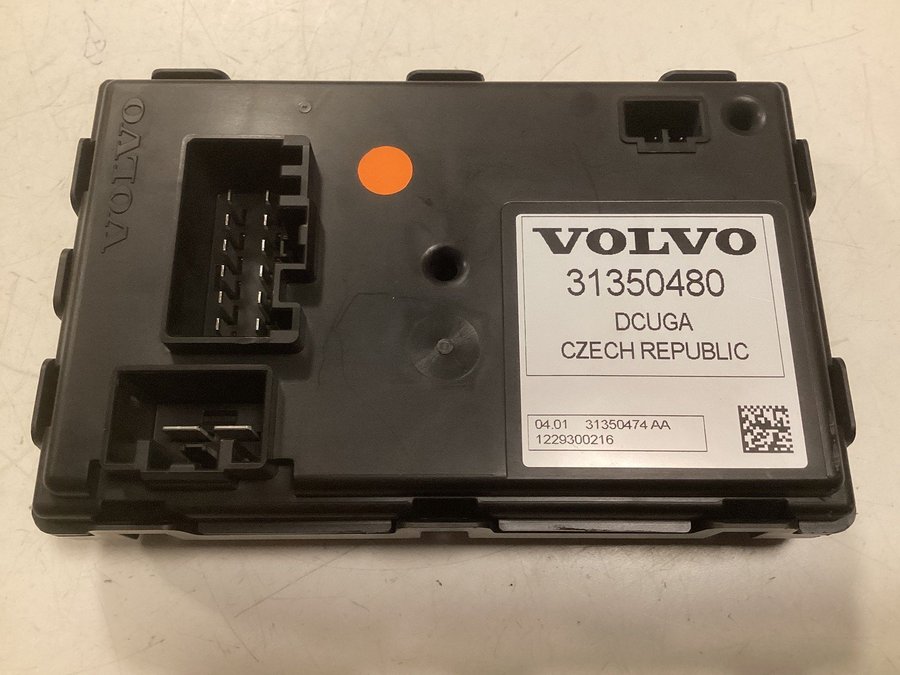 VOLVO
VOLVO
31350480
DCUGA
CZECH REPUBLIC
04.01 31350474 AA
1229300216